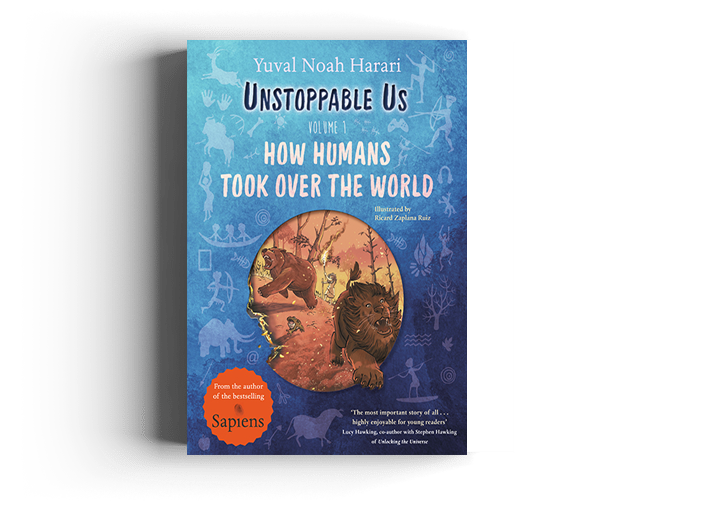 Yuval Noah Harari
UNSTOPPABLE US
VOLUME 1
HOW HUMANS
TOOK OVER THE WORLD
Illustrated by
Ricard Zaplana Ruiz
From the author
of the bestselling
Sapiens
'The most important story of all . . .
highly enjoyable for young readers'
Lucy Hawking, co-author with Stephen Hawking
of Unlocking the Universe